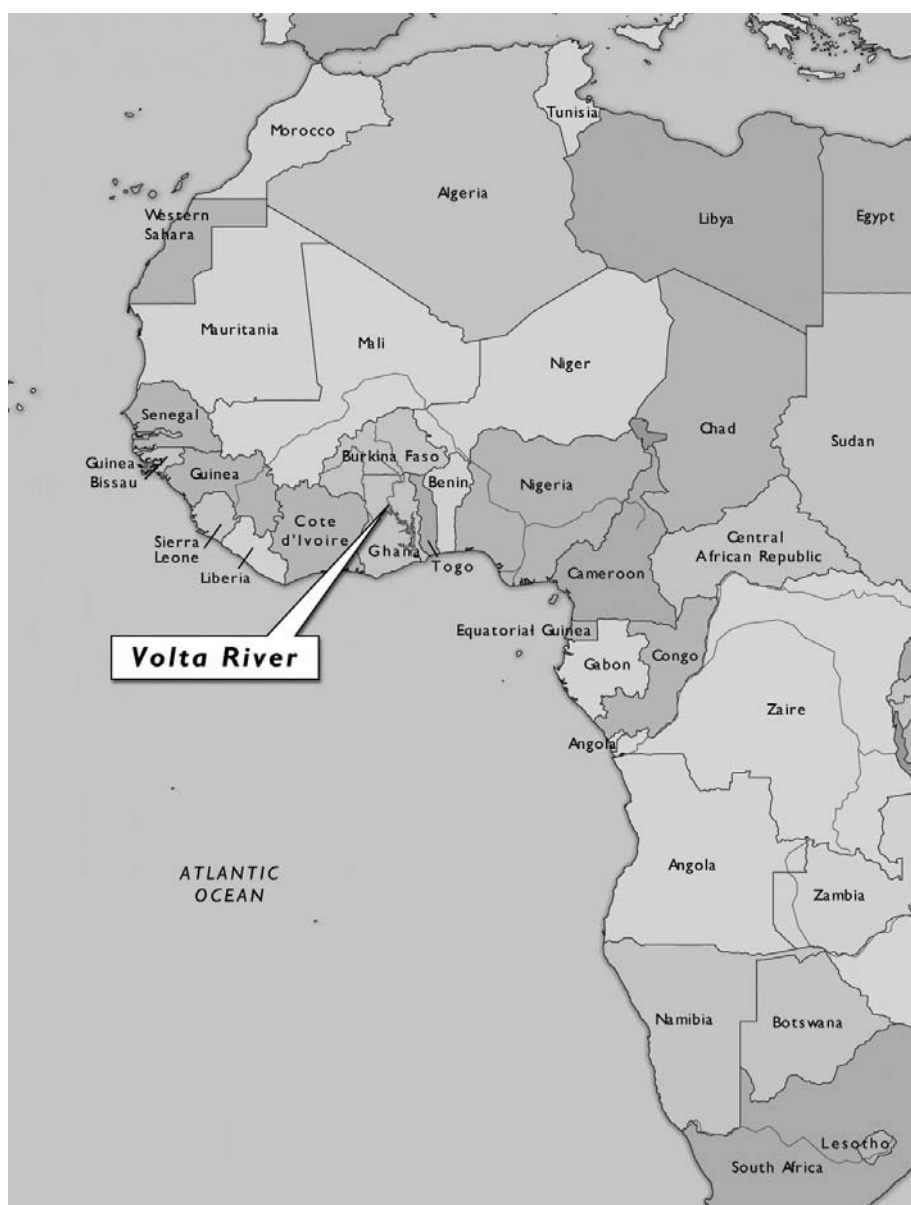 Tunisia
Morocco
Algeria
Libya
Egypt
Western
Sahara
Mauritania
Mali
Niger
Chad
Sudan
Senegal
Guinea
Bissau
Guinea
Burkina Faso
Benin
Nigeria
Cote
d'Ivoire
Ghana
Togo
Sierra
Leone
Liberia
Central
African Republic
Cameroon
Equatorial Guinea
Volta River
Gabon
Congo
Zaire
Angola
Angola
Zambia
ATLANTIC
OCEAN
Namibia
Botswana
Lesotho
South Africa